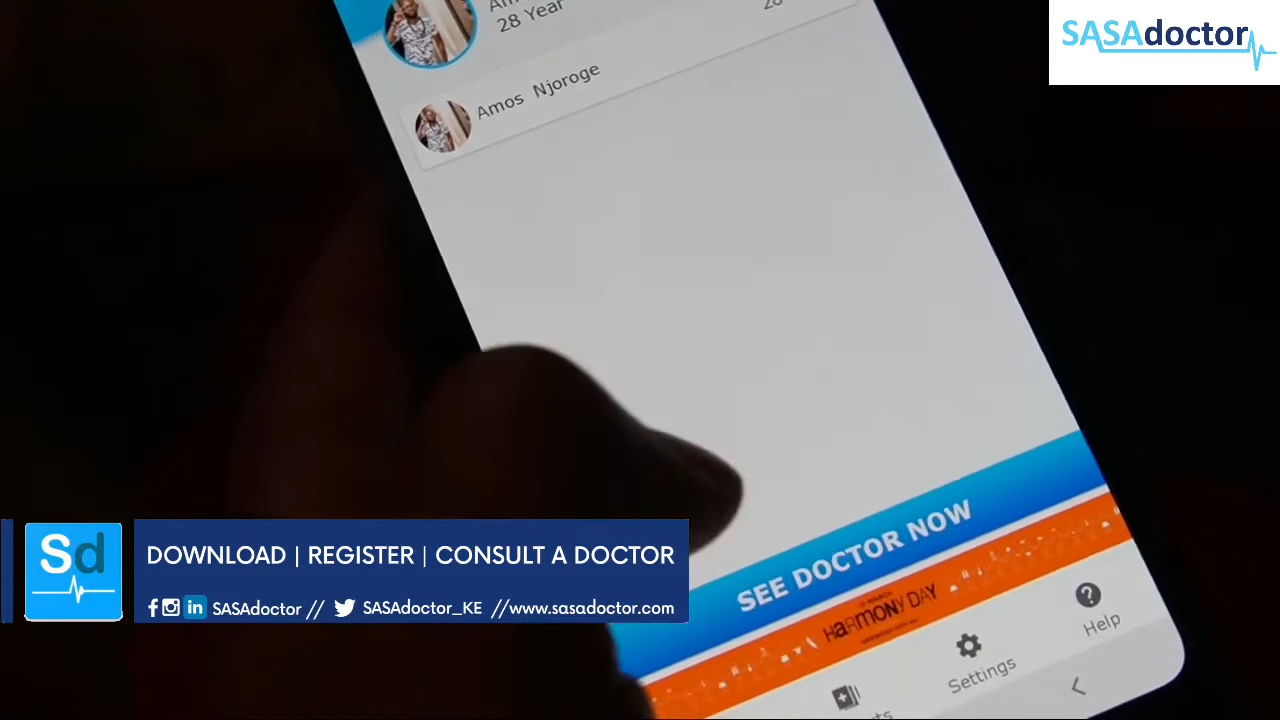 SASAdoctor
28 Year
Amos Njoroge
SEE DOCTOR NOW
HARMONY DAY
Settings
Help
Sd
DOWNLOAD | REGISTER | CONSULT A DOCTOR
SASAdoctor // SASAdoctor_KE //www.sasadoctor.com